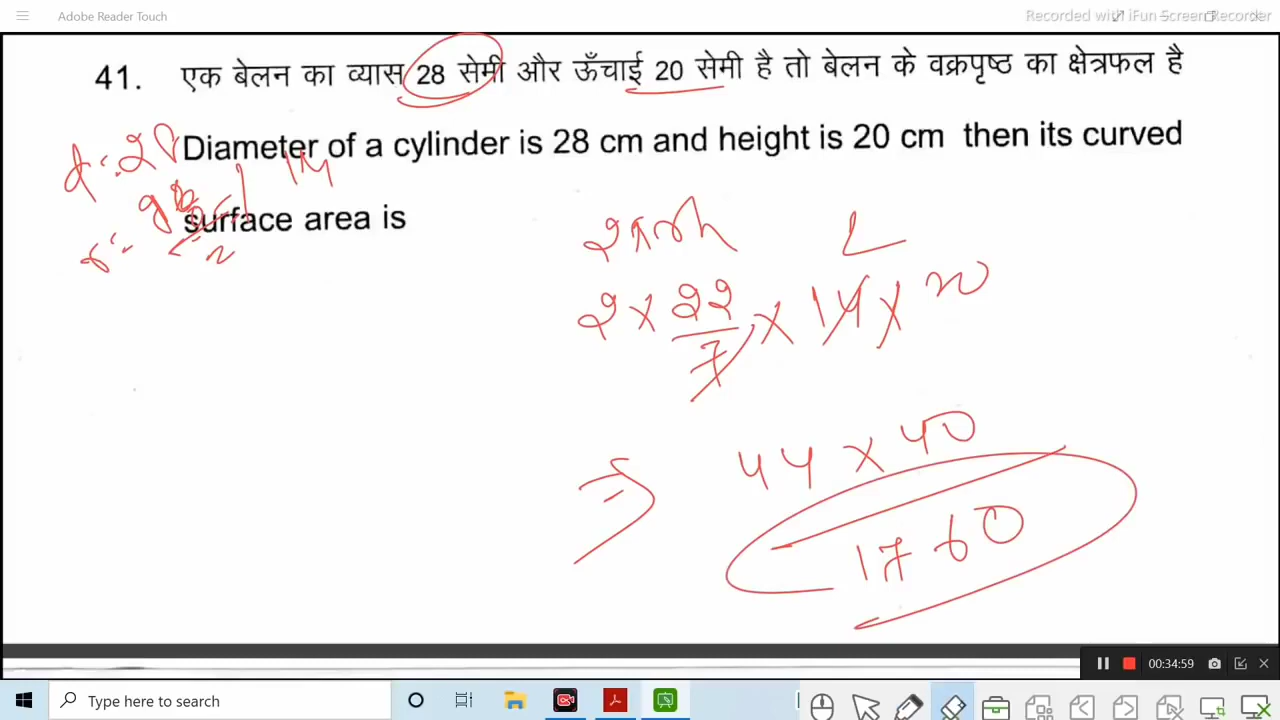 Adobe Reader Touch
Recorded with iFun Screen Recorder
41. एक बेलन का व्यास 28 सेमी और ऊँचाई 20 सेमी है तो बेलन के वक्रपृष्ठ का क्षेत्रफल है
Diameter of a cylinder is 28 cm and height is 20 cm then its curved
surface area is
14
2πrh
2 × 22/7 × 14 × 20
⇒ 44 × 40
1760
00:34:59
Type here to search